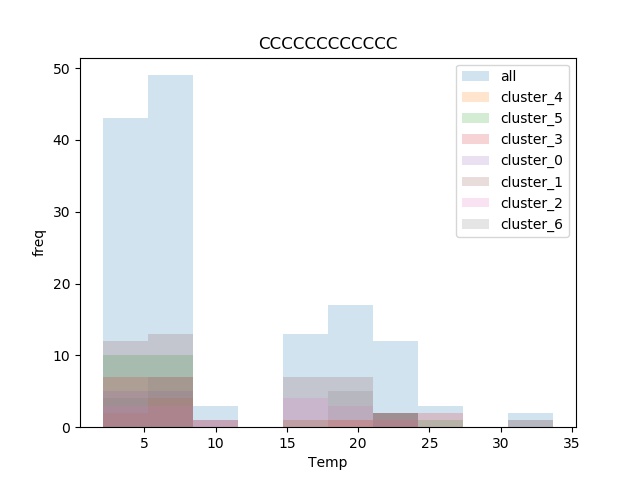 CCCCCCCCCCCC
50
40
30
20
10
0
freq
5 10 15 20 25 30 35
Temp
all
cluster_4
cluster_5
cluster_3
cluster_0
cluster_1
cluster_2
cluster_6